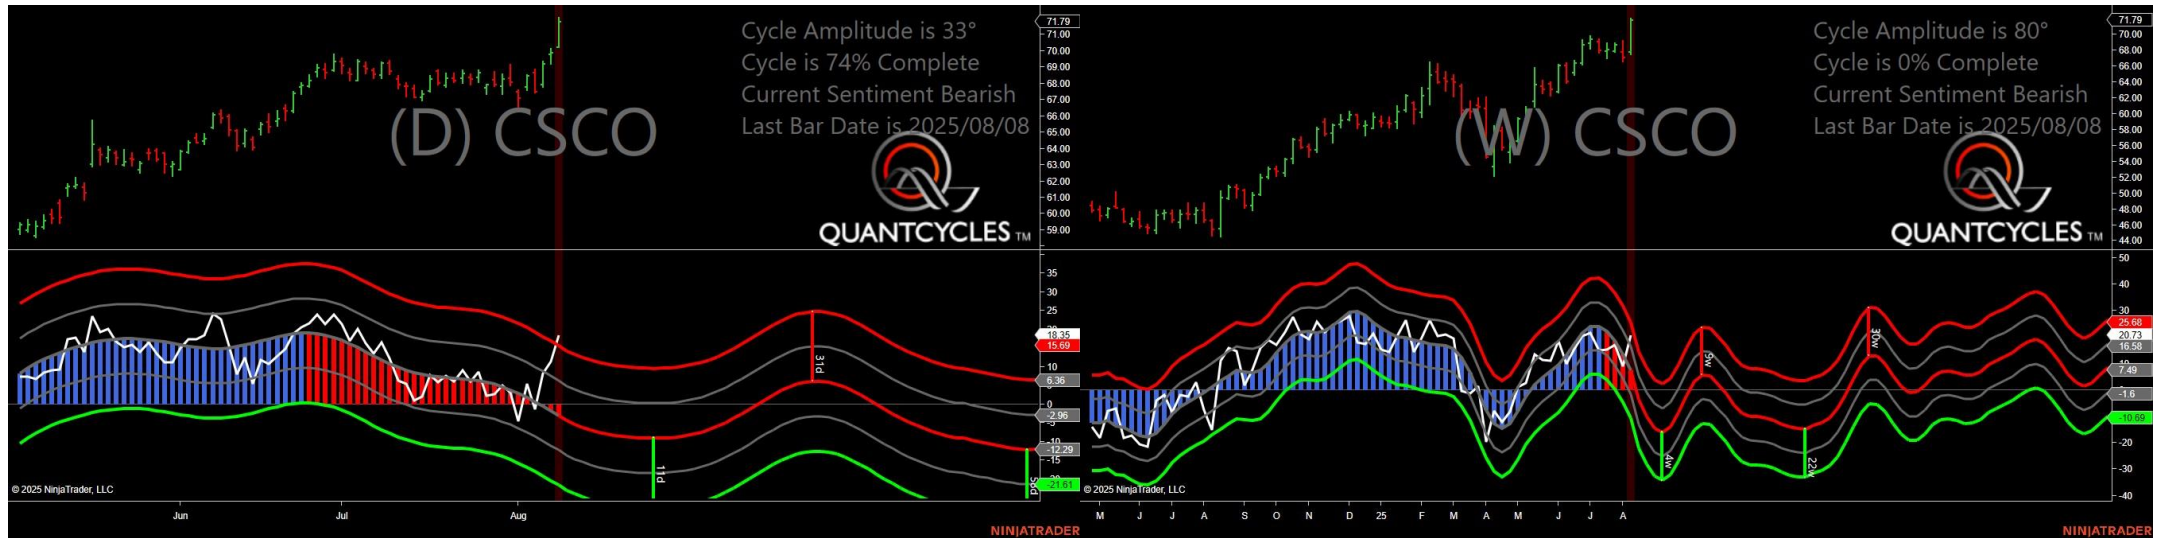 Cycle Amplitude is 33°
Cycle is 74% Complete
Current Sentiment Bearish
Last Bar Date is 2025/08/08
(D) CSCO
QUANTCYCLES TM
71.79
71.00
70.00
69.00
68.00
67.00
66.00
65.00
64.00
63.00
62.00
61.00
60.00
59.00
35
30
25
18.35
15.69
10
6.36
0
-2.96
-5
-10
-12.29
-15
-21.61
31d
11d
© 2025 NinjaTrader, LLC
Jun Jul Aug
NINJATRADER
Cycle Amplitude is 80°
Cycle is 0% Complete
Current Sentiment Bearish
Last Bar Date is 2025/08/08
(W) CSCO
QUANTCYCLES TM
71.79
70.00
68.00
66.00
64.00
62.00
60.00
58.00
56.00
54.00
52.00
50.00
48.00
46.00
44.00
50
40
30
25.68
20.73
16.58
10
7.49
-1.6
-10.69
-20
-30
-40
9w
30w
4w
22w
© 2025 NinjaTrader, LLC
M J J A S O N D 25 F M A M J J A
NINJATRADER